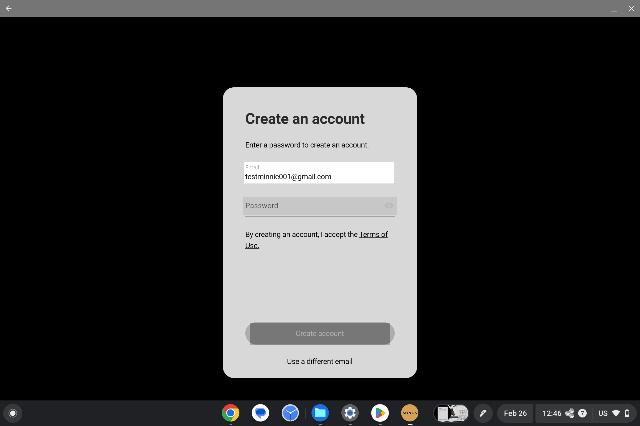 Create an account
Enter a password to create an account.
Email
testminnie001@gmail.com
Password
By creating an account, I accept the Terms of
Use.
Create account
Use a different email
Feb 26
12:46
US